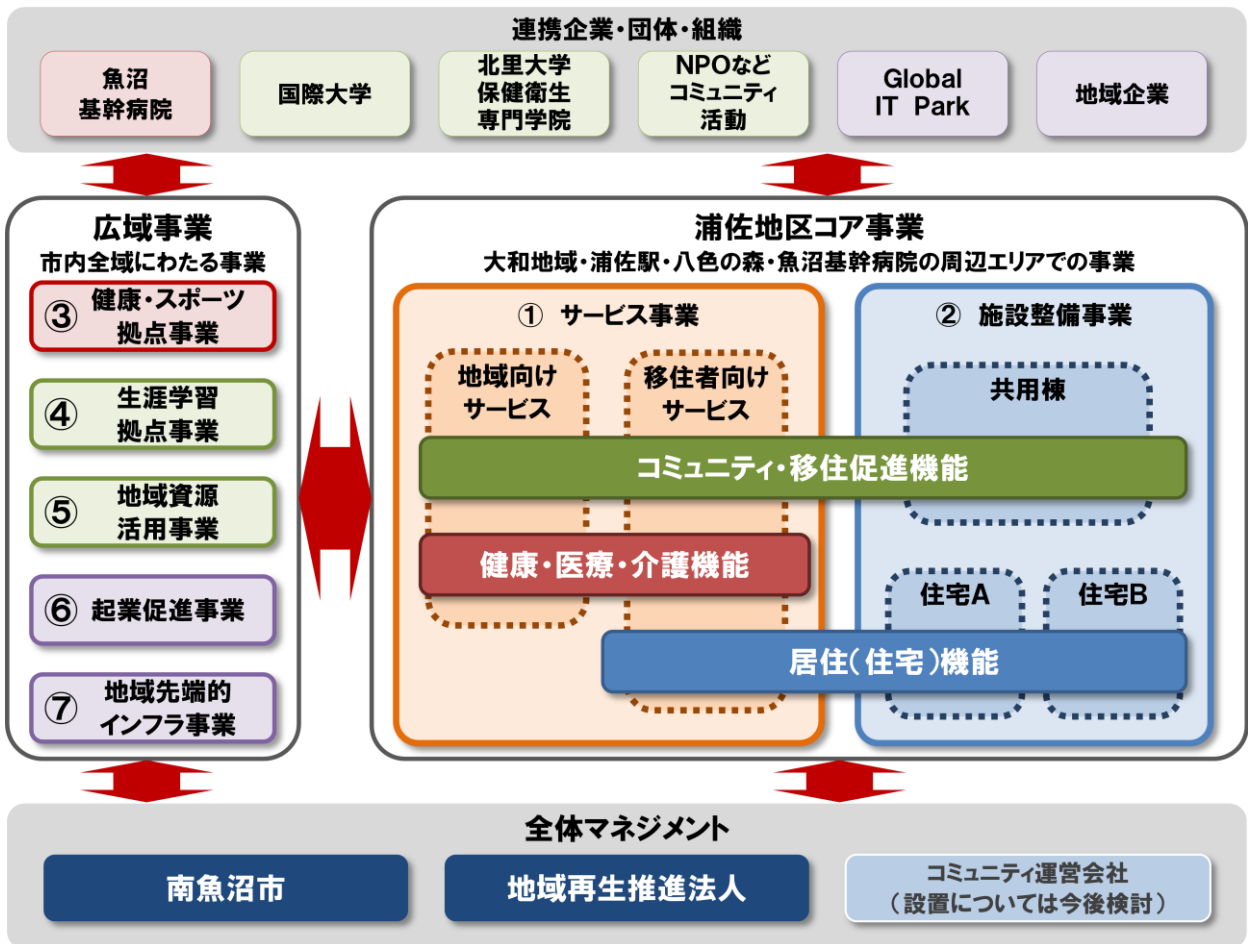 連携企業・団体・組織
魚沼
基幹病院
国際大学
北里大学
保健衛生
専門学院
NPOなど
コミュニティ
活動
Global
IT Park
地域企業
広域事業
市内全域にわたる事業
③ 健康・スポーツ
拠点事業
④ 生涯学習
拠点事業
⑤ 地域資源
活用事業
⑥ 起業促進事業
⑦ 地域先端的
インフラ事業
浦佐地区コア事業
大和地域・浦佐駅・八色の森・魚沼基幹病院の周辺エリアでの事業
① サービス事業
地域向け
サービス
移住者向け
サービス
② 施設整備事業
共用棟
コミュニティ・移住促進機能
健康・医療・介護機能
住宅A
住宅B
居住(住宅)機能
全体マネジメント
南魚沼市
地域再生推進法人
コミュニティ運営会社
(設置については今後検討)